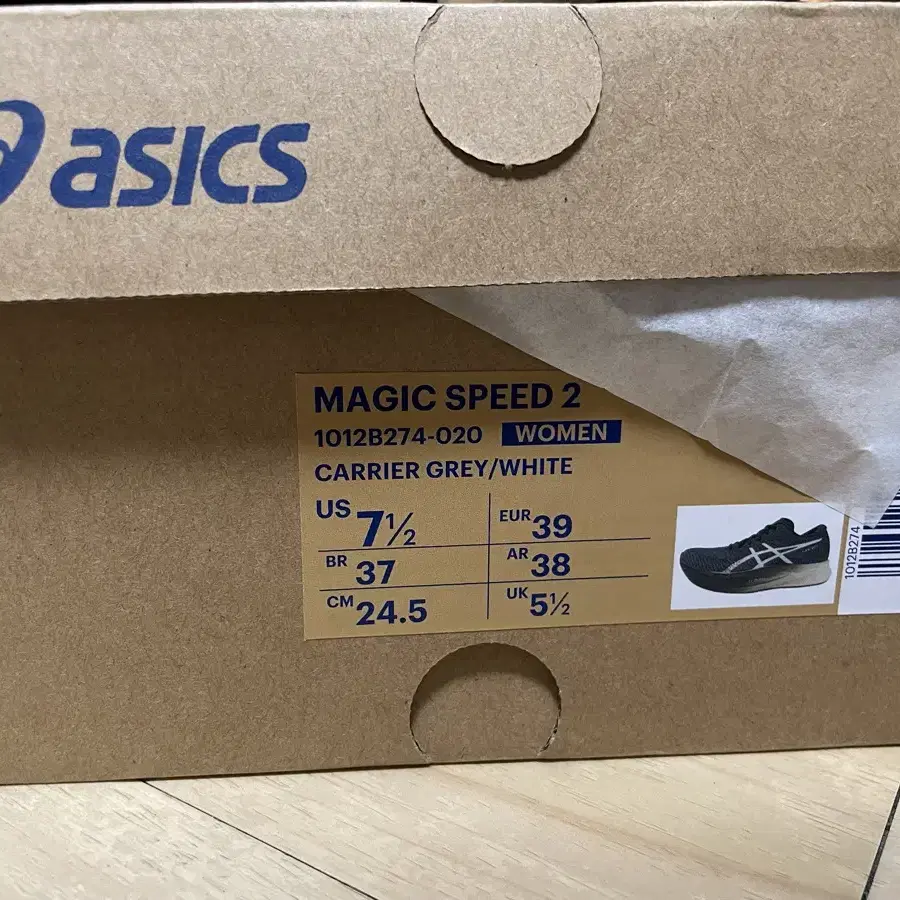 asics
MAGIC SPEED 2
1012B274-020 WOMEN
CARRIER GREY/WHITE
US 7½ EUR 39
BR 37 AR 38
CM 24.5 UK 5½
1012B274